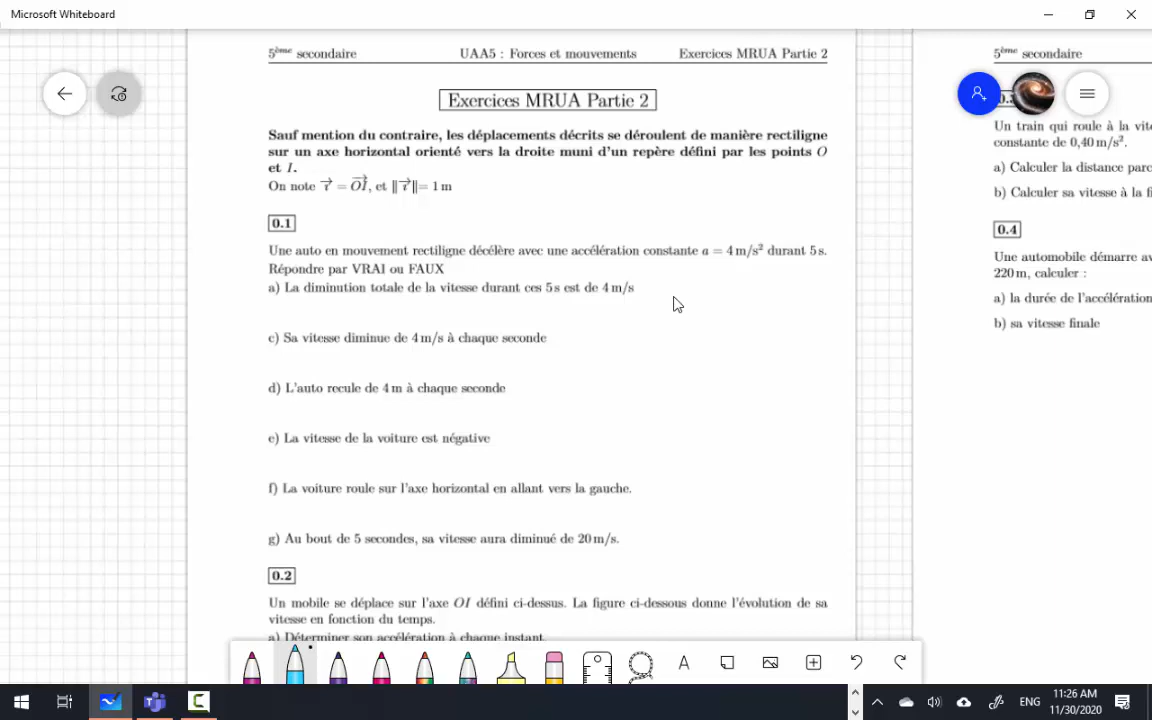 Microsoft Whiteboard
5ème secondaire UAA5 : Forces et mouvements Exercices MRUA Partie 2
Exercices MRUA Partie 2
Sauf mention du contraire, les déplacements décrits se déroulent de manière rectiligne
sur un axe horizontal orienté vers la droite muni d'un repère défini par les points O
et I.
On note \vec{\imath} = \vec{OI}, et ||\vec{\imath}|| = 1 m
0.1
Une auto en mouvement rectiligne décélère avec une accélération constante a = 4 m/s² durant 5 s.
Répondre par VRAI ou FAUX
a) La diminution totale de la vitesse durant ces 5 s est de 4 m/s
c) Sa vitesse diminue de 4 m/s à chaque seconde
d) L'auto recule de 4 m à chaque seconde
e) La vitesse de la voiture est négative
f) La voiture roule sur l'axe horizontal en allant vers la gauche.
g) Au bout de 5 secondes, sa vitesse aura diminué de 20 m/s.
0.2
Un mobile se déplace sur l'axe OI défini ci-dessus. La figure ci-dessous donne l'évolution de sa
vitesse en fonction du temps.
a) Déterminer son accélération à chaque instant.
5ème secondaire
Un train qui roule à la
constante de 0,40 m/s².
a) Calculer la distance
b) Calculer sa vitesse à la
0.4
Une automobile démarre
220 m, calculer :
a) la durée de l'accélération
b) sa vitesse finale
A
ENG
11:26 AM
11/30/2020